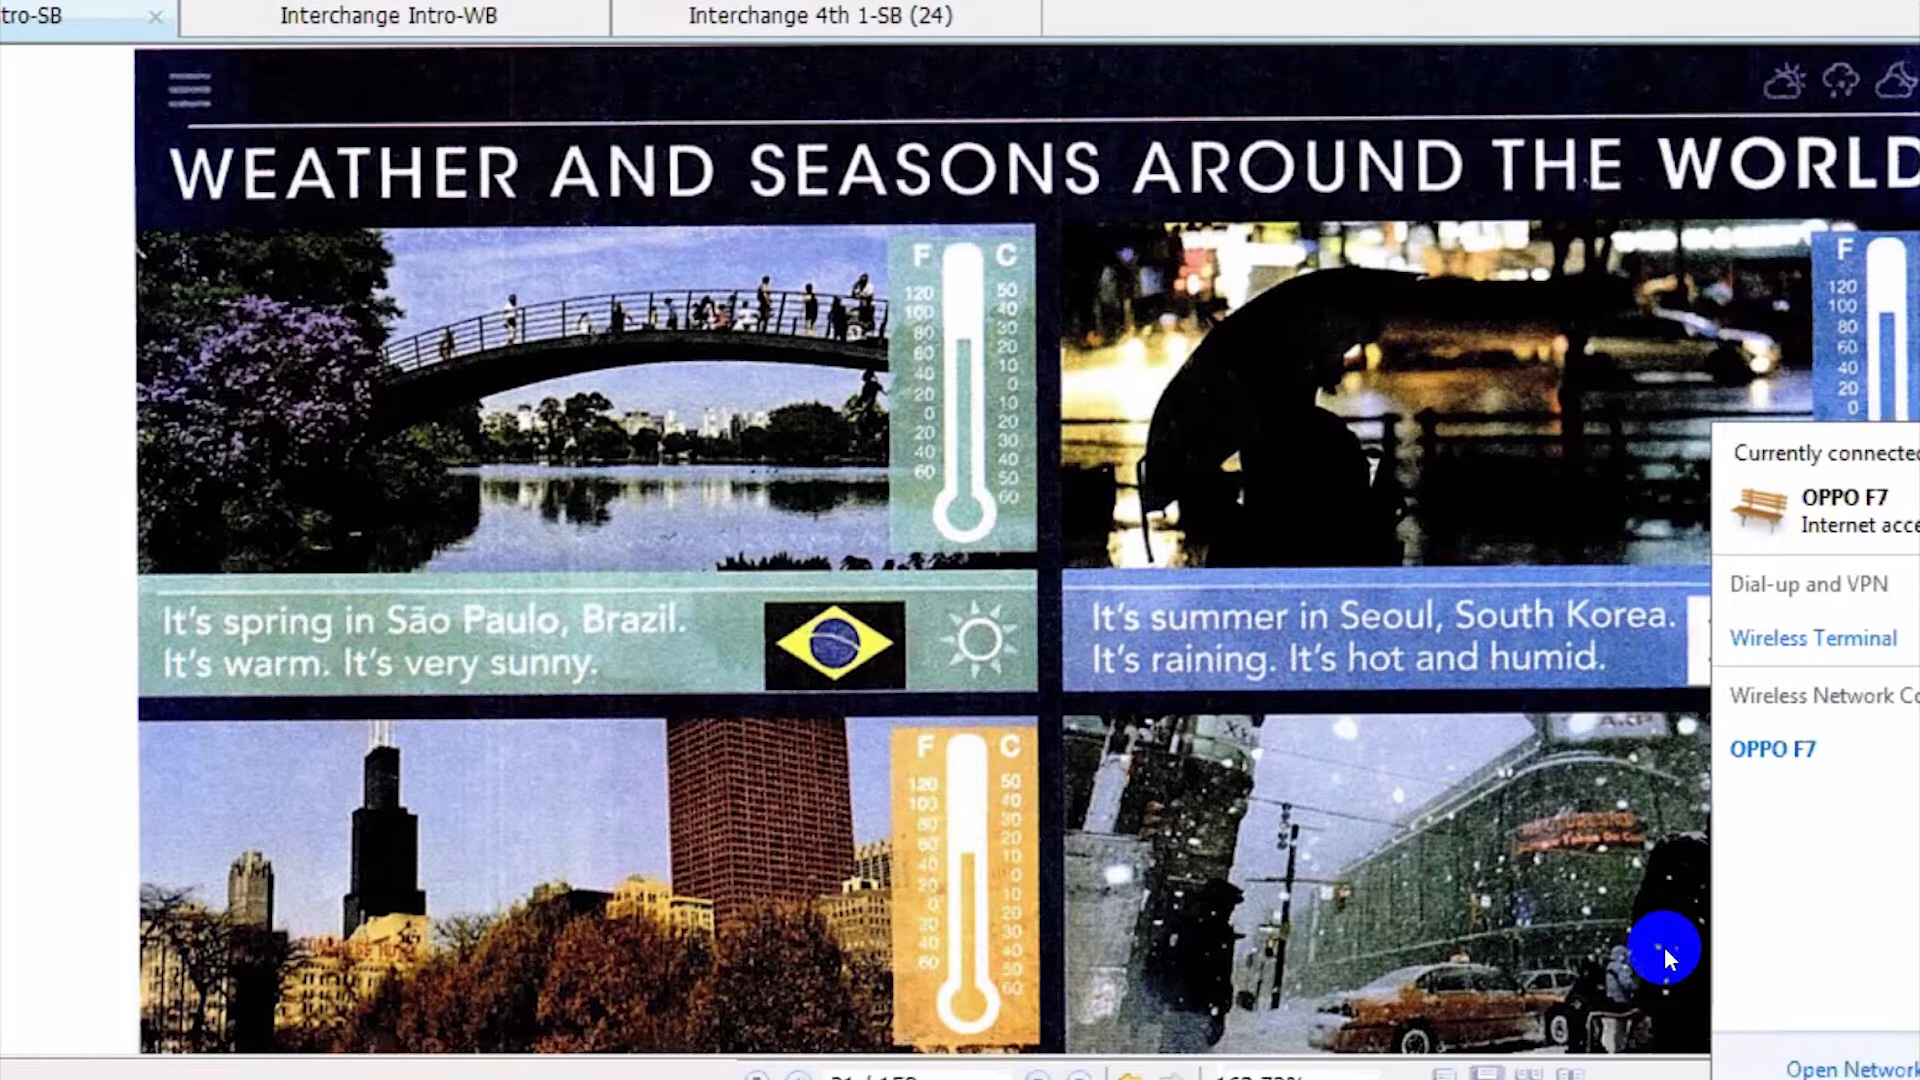 tro-SB
Interchange Intro-WB
Interchange 4th 1-SB (24)
WEATHER AND SEASONS AROUND THE WORLD
F C
120 50
100 40
80 30
60 20
40 10
20 0
0 10
20 20
40 30
60 40
50
60
F
120
100
80
60
40
20
0
It's spring in São Paulo, Brazil.
It's warm. It's very sunny.
It's summer in Seoul, South Korea.
It's raining. It's hot and humid.
F C
120 50
100 40
80 30
60 20
40 10
20 0
0 10
20 20
40 30
60 40
50
60
Currently connected
OPPO F7
Internet acce
Dial-up and VPN
Wireless Terminal
Wireless Network Co
OPPO F7
Open Network